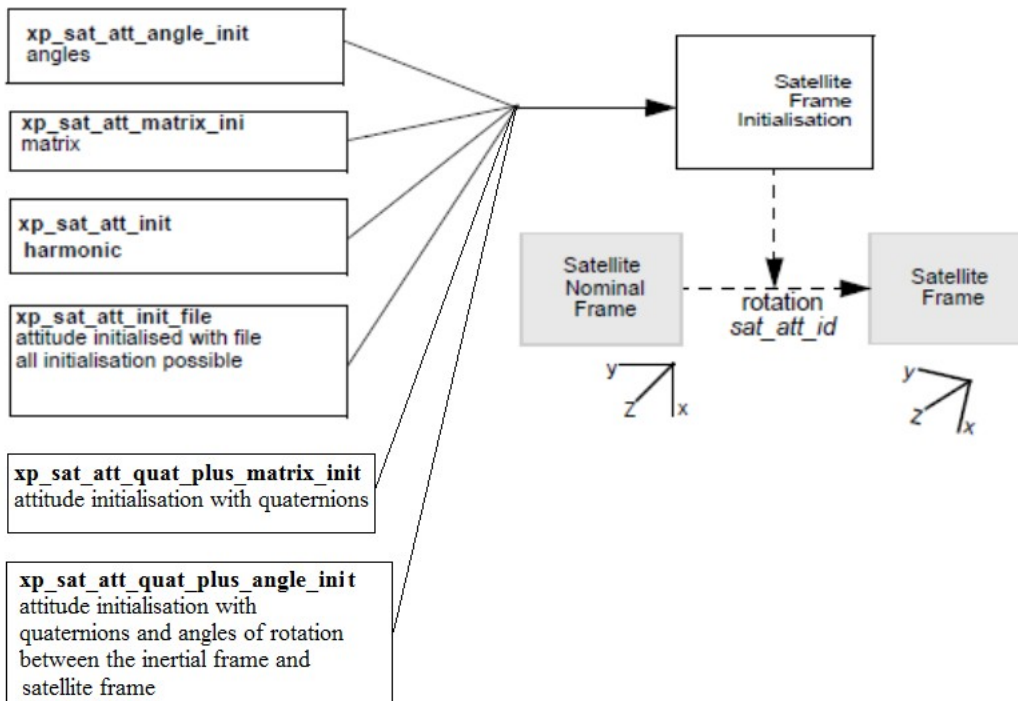 xp_sat_att_angle_init
angles
xp_sat_att_matrix_ini
matrix
xp_sat_att_init
harmonic
xp_sat_att_init_file
attitude initialised with file
all initialisation possible
xp_sat_att_quat_plus_matrix_init
attitude initialisation with quaternions
xp_sat_att_quat_plus_angle_init
attitude initialisation with
quaternions and angles of rotation
between the inertial frame and
satellite frame
Satellite
Frame
Initialisation
Satellite
Nominal
Frame
rotation
sat_att_id
Satellite
Frame
y
Z
x
y
Z
x